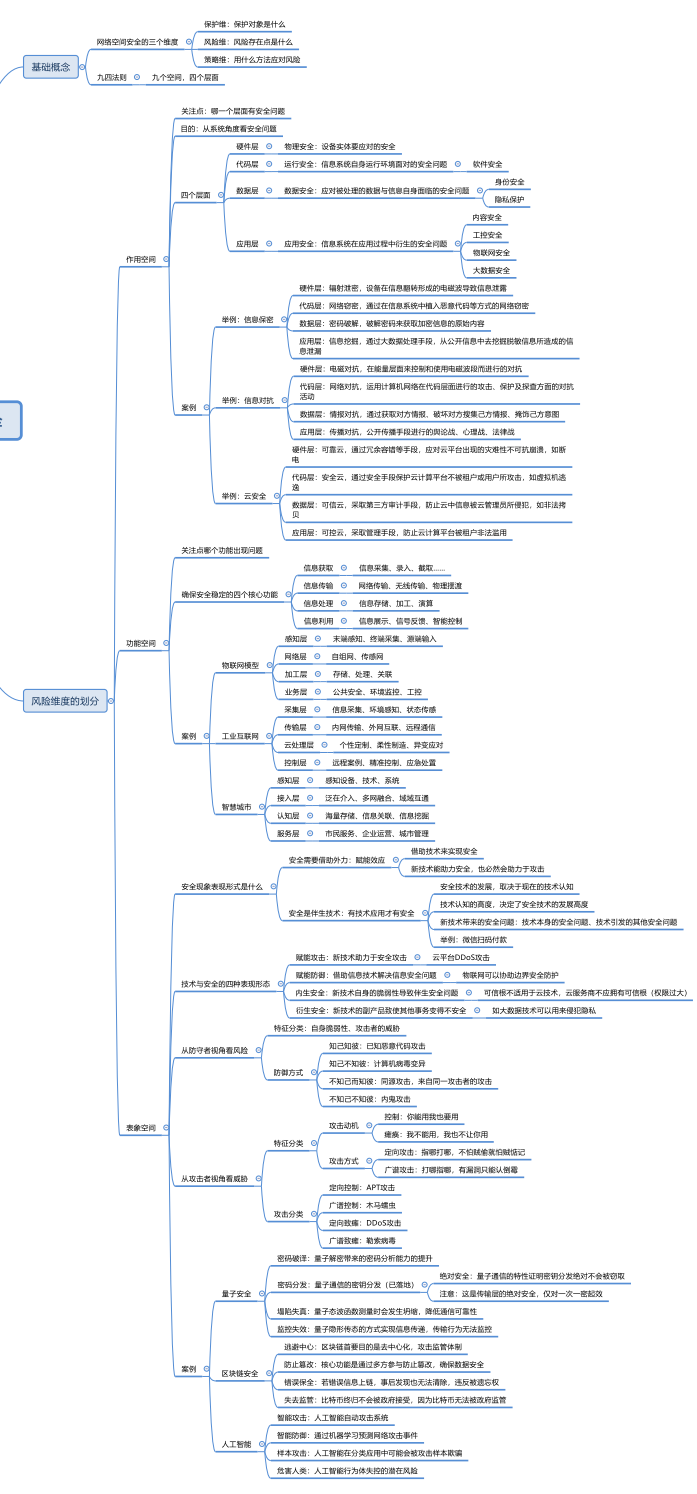 保护维：保护对象是什么
网络空间安全的三个维度
风险维：风险存在点是什么
策略维：用什么方法应对风险
基础概念
九四法则
九个空间，四个层面
关注点：哪一个层面有安全问题
目的：从系统角度看安全问题
四个层面
硬件层
物理安全：设备实体要应对的安全
代码层
运行安全：信息系统自身运行环境面对的安全问题
软件安全
数据层
数据安全：应对被处理的数据与信息自身面临的安全问题
身份安全
隐私保护
应用层
应用安全：信息系统在应用过程中衍生的安全问题
内容安全
工控安全
物联网安全
大数据安全
作用空间
案例
举例：信息保密
硬件层：辐射泄密，设备在信息翻转形成的电磁波导致信息泄露
代码层：网络窃密，通过在信息系统中植入恶意代码等方式的网络窃密
数据层：密码破解，破解密码来获取加密信息的原始内容
应用层：信息挖掘，通过大数据处理手段，从公开信息中去挖掘脱敏信息所造成的信
息泄漏
举例：信息对抗
硬件层：电磁对抗，在能量层面来控制和使用电磁波段而进行的对抗
代码层：网络对抗，运用计算机网络在代码层面进行的攻击、保护及探查方面的对抗
活动
数据层：情报对抗，通过获取对方情报，破坏对方搜集己方情报、掩饰己方意图
应用层：传播对抗，公开传播手段进行的舆论战、心理战、法律战
举例：云安全
硬件层：可靠云，通过冗余容错等手段，应对云平台出现的灾难性不可抗崩溃，如断
电
代码层：安全云，通过安全手段保护云计算平台不被租户或用户所攻击，如虚拟机逃
逸
数据层：可信云，采取第三方审计手段，防止云中信息被云管理员所侵犯，如非法拷
贝
应用层：可控云，采取管理手段，防止云计算平台被租户非法滥用
全
关注点哪个功能出现问题
确保安全稳定的四个核心功能
信息获取
信息采集、录入、截取……
信息传输
网络传输、无线传输、物理摆渡
信息处理
信息存储、加工、演算
信息利用
信息展示、信号反馈、智能控制
功能空间
风险维度的划分
案例
物联网模型
感知层
末端感知、终端采集、源端输入
网络层
自组网、传感网
加工层
存储、处理、关联
业务层
公共安全、环境监控、工控
工业互联网
采集层
信息采集、环境感知、状态传感
传输层
内网传输、外网互联、远程通信
云处理层
个性定制、柔性制造、异变应对
控制层
远程案例、精准控制、应急处置
智慧城市
感知层
感知设备、技术、系统
接入层
泛在介入、多网融合、域域互通
认知层
海量存储、信息关联、信息挖掘
服务层
市民服务、企业运营、城市管理
安全现象表现形式是什么
安全需要借助外力：赋能效应
借助技术来实现安全
新技术能助力安全，也必然会助力于攻击
安全是伴生技术：有技术应用才有安全
安全技术的发展，取决于现在的技术认知
技术认知的高度，决定了安全技术的发展高度
新技术带来的安全问题：技术本身的安全问题、技术引发的其他安全问题
举例：微信扫码付款
技术与安全的四种表现形态
赋能攻击：新技术助力于安全攻击
云平台DDoS攻击
赋能防御：借助信息技术解决信息安全问题
物联网可以协助边界安全防护
内生安全：新技术自身的脆弱性导致伴生安全问题
可信根不适用于云技术，云服务商不应拥有可信根（权限过大）
衍生安全：新技术的副产品致使其他事务变得不安全
如大数据技术可以用来侵犯隐私
从防守者视角看风险
特征分类：自身脆弱性、攻击者的威胁
防御方式
知己知彼：已知恶意代码攻击
知己不知彼：计算机病毒变异
不知己而知彼：同源攻击，来自同一攻击者的攻击
不知己不知彼：内鬼攻击
表象空间
从攻击者视角看威胁
特征分类
攻击动机
控制：你能用我也要用
瘫痪：我不能用，我也不让你用
攻击方式
定向攻击：指哪打哪，不怕贼偷就怕贼惦记
广谱攻击：打哪指哪，有漏洞只能认倒霉
攻击分类
定向控制：APT攻击
广谱控制：木马蠕虫
定向致瘫：DDoS攻击
广谱致瘫：勒索病毒
案例
量子安全
密码破译：量子解密带来的密码分析能力的提升
密码分发：量子通信的密钥分发（已落地）
绝对安全：量子通信的特性证明密钥分发绝对不会被窃取
注意：这是传输层的绝对安全，仅对一次一密起效
塌陷失真：量子态波函数测量时会发生坍缩，降低通信可靠性
监控失效：量子隐形传态的方式实现信息传递，传输行为无法监控
区块链安全
逃避中心：区块链首要目的是去中心化，攻击监管体制
防止篡改：核心功能是通过多方参与防止篡改，确保数据安全
错误保全：若错误信息上链，事后发现也无法清除，违反被遗忘权
失去监管：比特币终归不会被政府接受，因为比特币无法被政府监管
人工智能
智能攻击：人工智能自动攻击系统
智能防御：通过机器学习预测网络攻击事件
样本攻击：人工智能在分类应用中可能会被攻击样本欺骗
危害人类：人工智能行为体失控的潜在风险